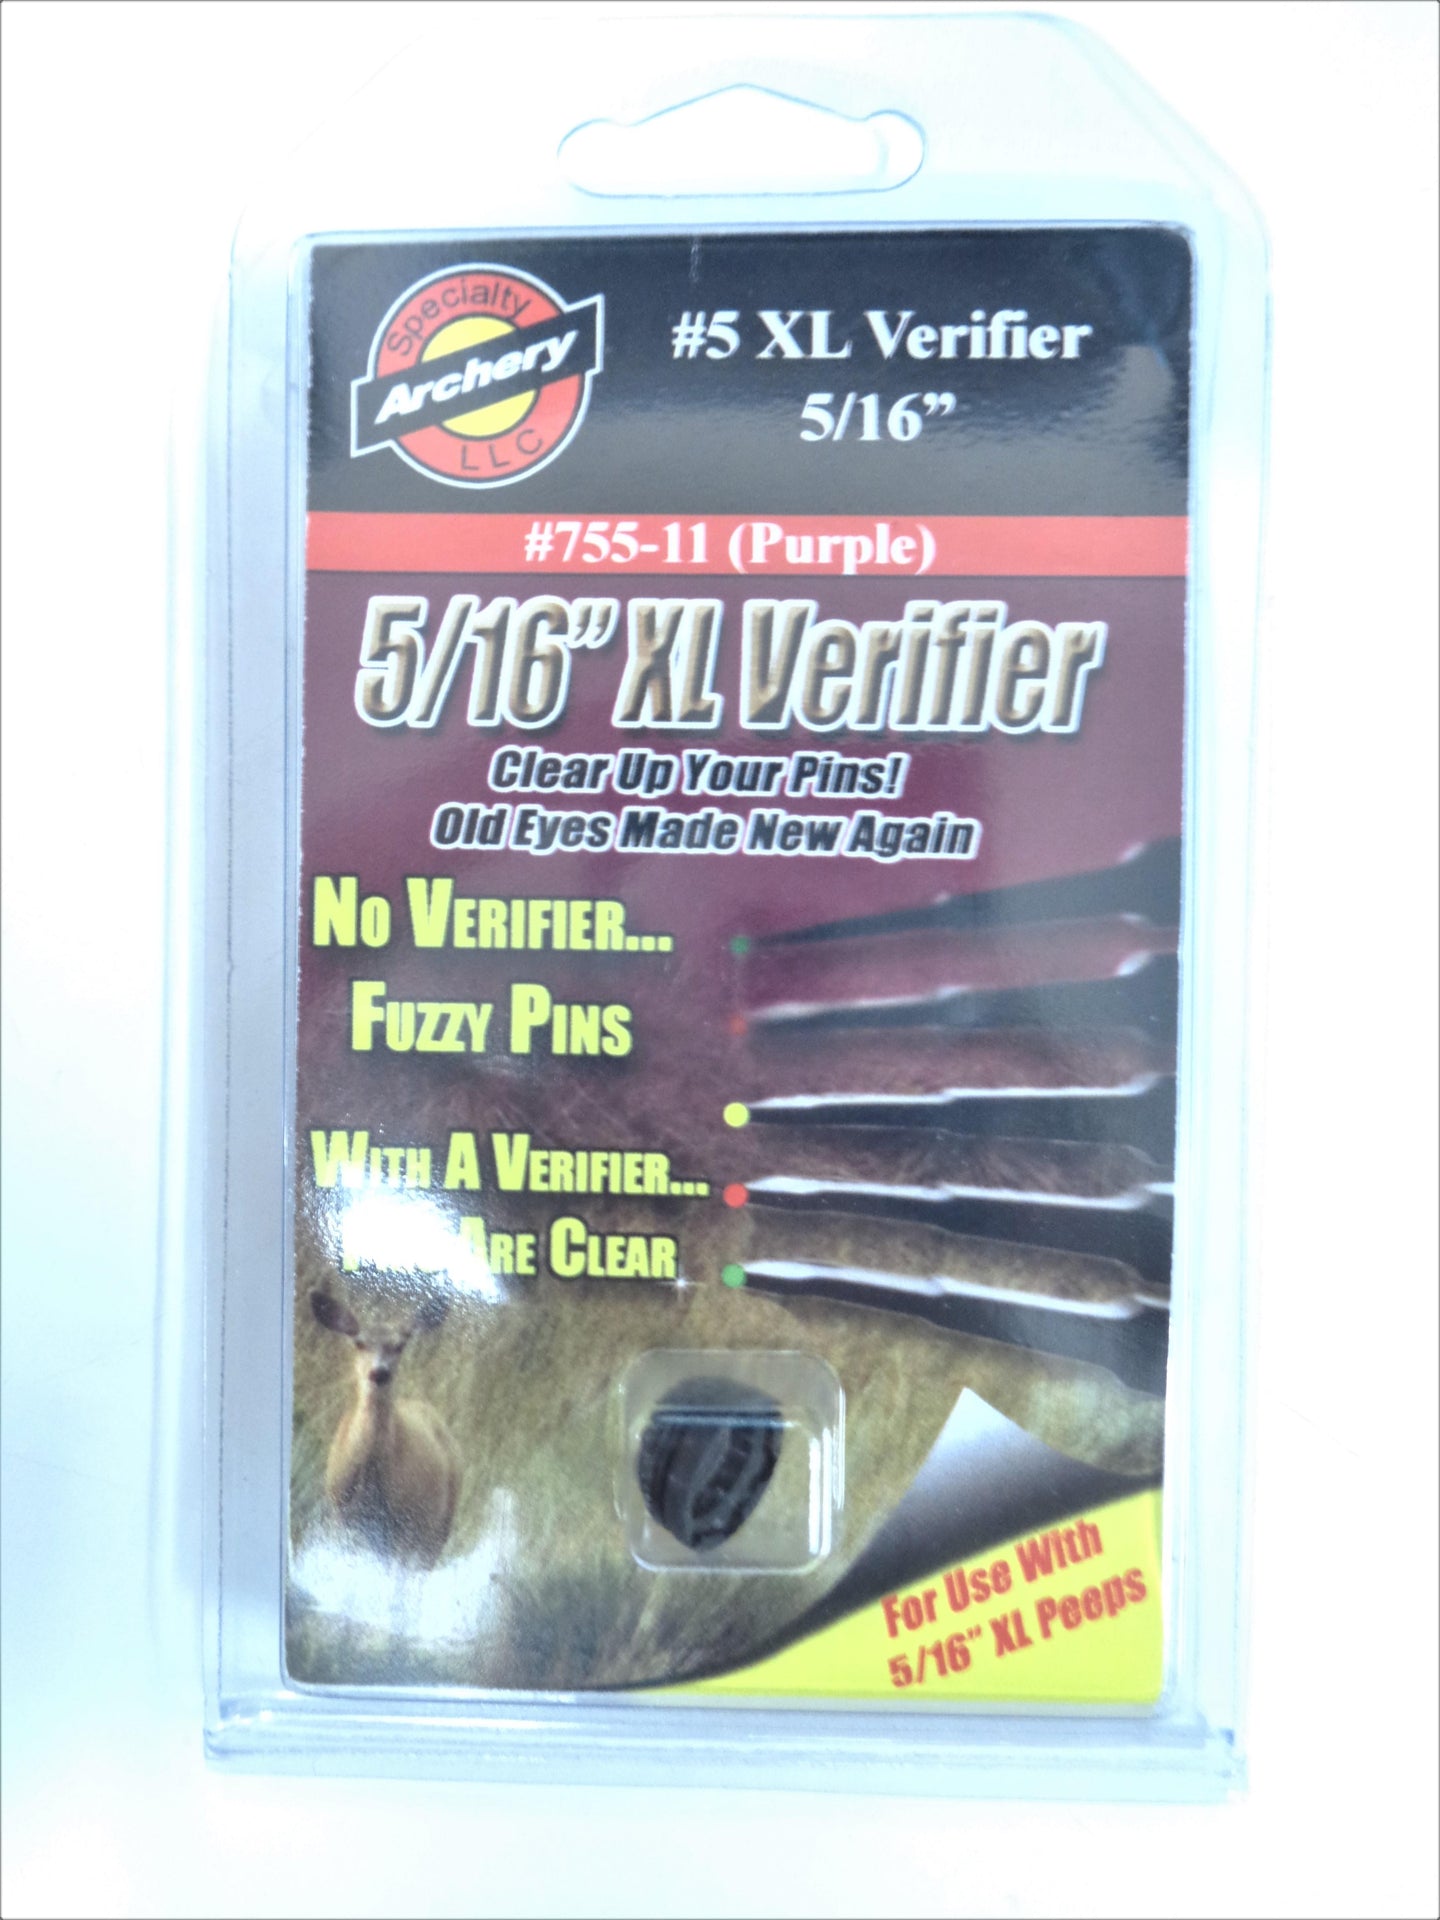 Specialty
Archery
LLC
#5 XL Verifier
5/16”
#755-11 (Purple)
5/16” XL Verifier
Clear Up Your Pins!
Old Eyes Made New Again
NO VERIFIER...
FUZZY PINS
WITH A VERIFIER...
ARE CLEAR
For Use With
5/16” XL Peeps